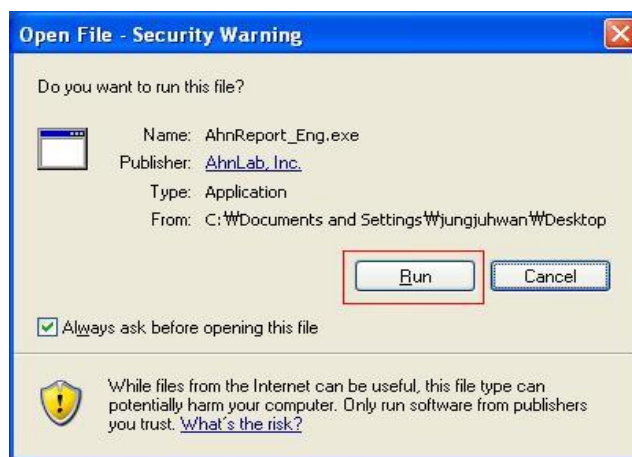 Open File - Security Warning
Do you want to run this file?
Name: AhnReport_Eng.exe
Publisher: AhnLab, Inc.
Type: Application
From: C:₩Documents and Settings₩jungjuhwan₩Desktop
Run Cancel
Always ask before opening this file
While files from the Internet can be useful, this file type can
potentially harm your computer. Only run software from publishers
you trust. What's the risk?